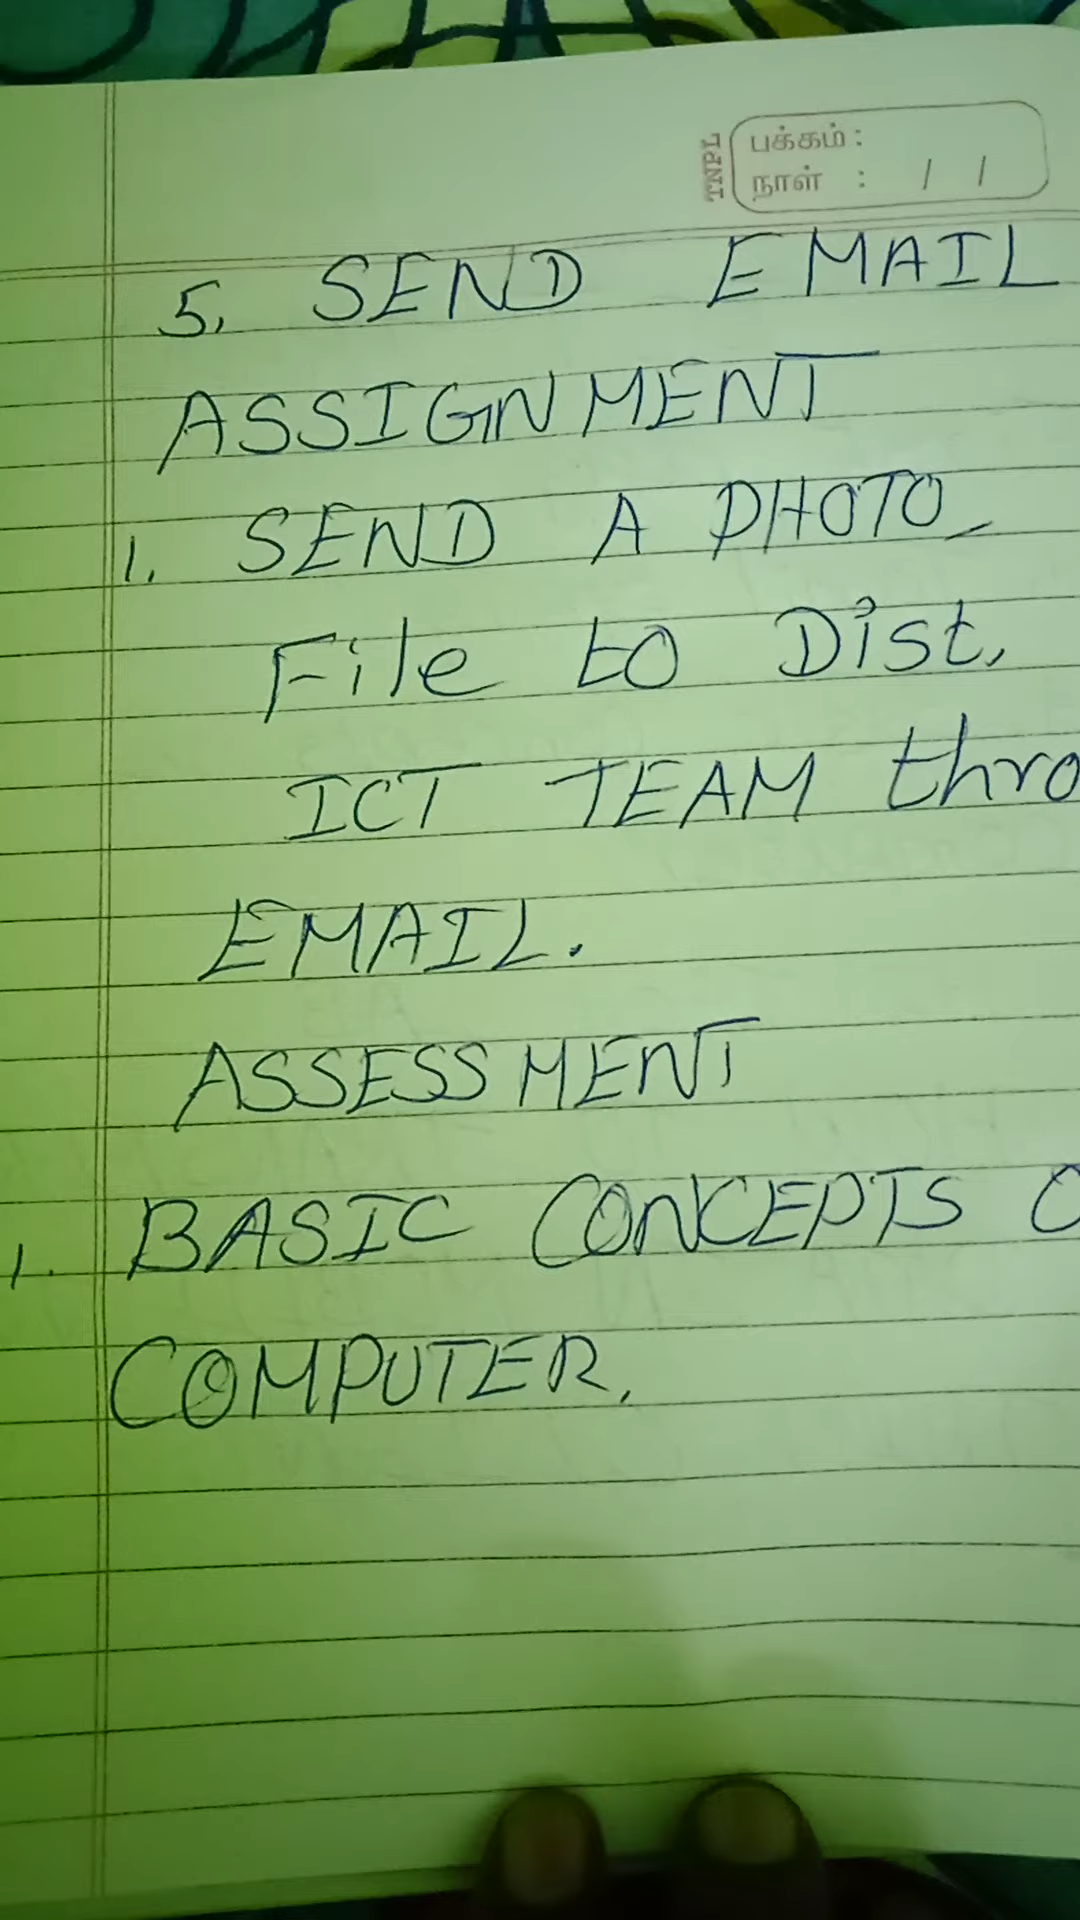 TNPL
பக்கம் :
நாள் : / /
5. SEND EMAIL
ASSIGNMENT
1. SEND A PHOTO
File to Dist.
ICT TEAM thro
EMAIL.
ASSESSMENT
1. BASIC CONCEPTS
COMPUTER.